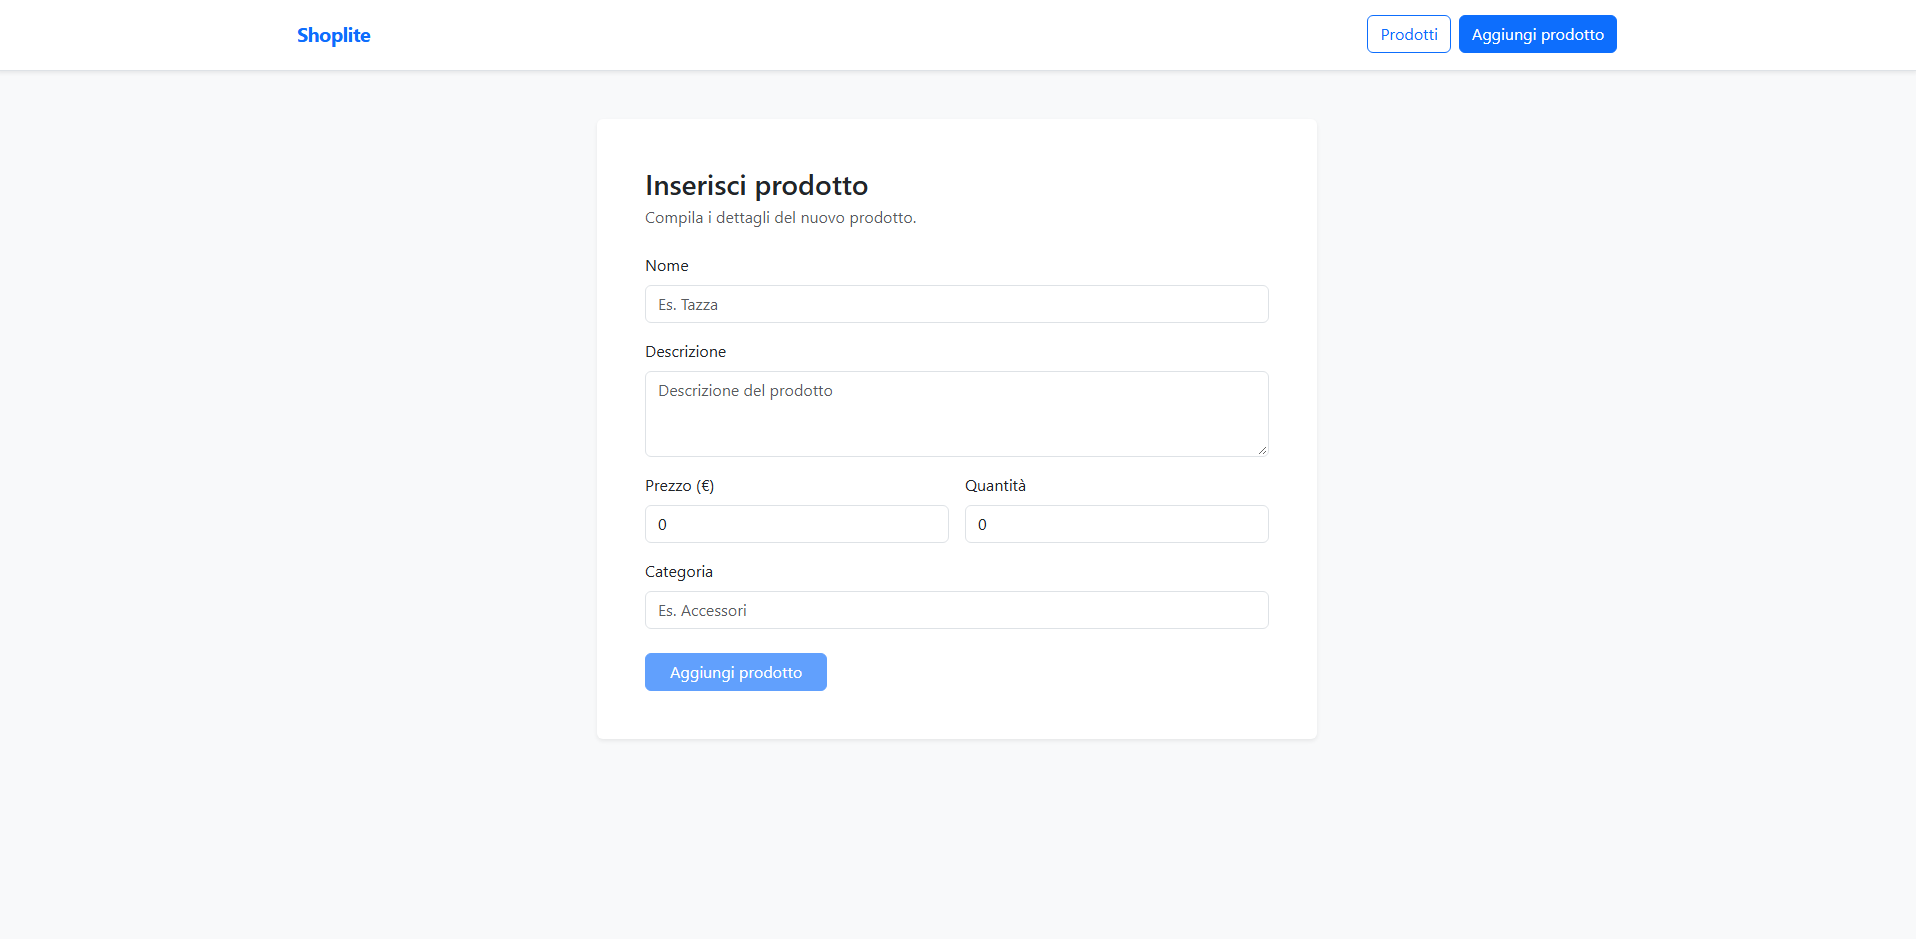 Shoplite
Prodotti
Aggiungi prodotto
Inserisci prodotto
Compila i dettagli del nuovo prodotto.
Nome
Es. Tazza
Descrizione
Descrizione del prodotto
Prezzo (€)
Quantità
0
0
Categoria
Es. Accessori
Aggiungi prodotto